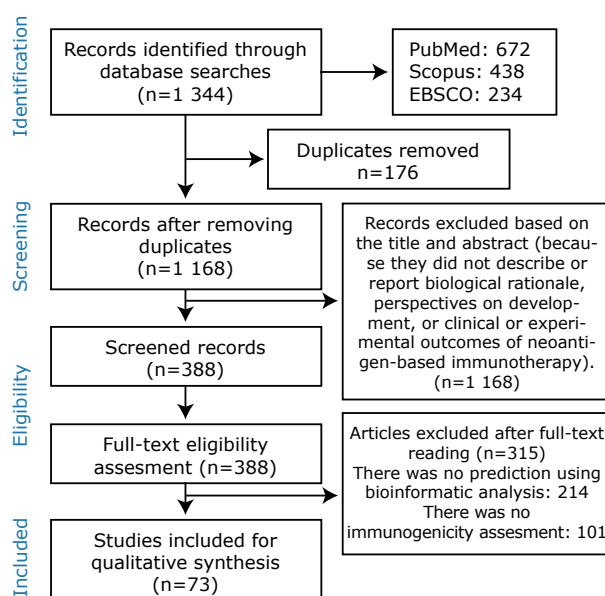 Identification
Records identified through
database searches
(n=1 344)
PubMed: 672
Scopus: 438
EBSCO: 234
Duplicates removed
n=176
Screening
Records after removing
duplicates
(n=1 168)
Records excluded based on
the title and abstract (becau-
se they did not describe or
report biological rationale,
perspectives on develop-
ment, or clinical or experi-
mental outcomes of neoanti-
gen-based immunotherapy).
(n=1 168)
Screened records
(n=388)
Eligibility
Full-text eligibility
assesment (n=388)
Articles excluded after full-text
reading (n=315)
There was no prediction using
bioinformatic analysis: 214
There was no
immunogenicity assesment: 101
Included
Studies included for
qualitative synthesis
(n=73)